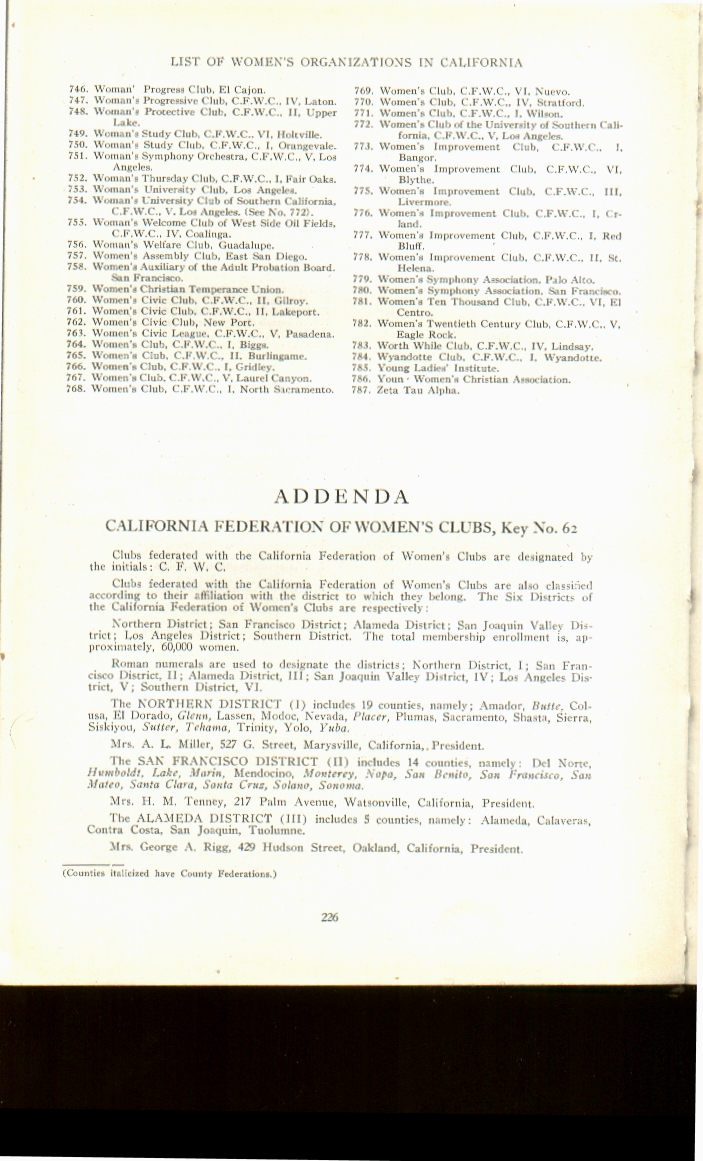 LIST OF WOMEN'S ORGANIZATIONS IN CALIFORNIA
746. Woman' Progress Club, El Cajon.
747. Woman's Progressive Club, C.F.W.C., IV, Laton.
748. Woman's Protective Club, C.F.W.C., II, Upper
Lake.
749. Woman's Study Club, C.F.W.C., VI, Holtville.
750. Woman's Study Club, C.F.W.C., I, Orangevale.
751. Woman's Symphony Orchestra, C.F.W.C., V, Los
Angeles.
752. Woman's Thursday Club, C.F.W.C., I, Fair Oaks.
753. Woman's University Club, Los Angeles.
754. Woman's University Club of Southern California,
C.F.W.C., V. Los Angeles. (See No. 772).
755. Woman's Welcome Club of West Side Oil Fields,
C.F.W.C., IV, Coalinga.
756. Woman's Welfare Club, Guadalupe.
757. Women's Assembly Club, East San Diego.
758. Women's Auxiliary of the Adult Probation Board.
San Francisco.
759. Women's Christian Temperance Union.
760. Women's Civic Club, C.F.W.C., II, Gilroy.
761. Women's Civic Club, C.F.W.C., II, Lakeport.
762. Women's Civic Club, New Port.
763. Women's Civic League, C.F.W.C., V, Pasadena.
764. Women's Club, C.F.W.C., I, Biggs.
765. Women's Club, C.F.W.C., II. Burlingame.
766. Women's Club, C.F.W.C., I, Gridley.
767. Women's Club, C.F.W.C., V, Laurel Canyon.
768. Women's Club, C.F.W.C., I, North Sacramento.
769. Women's Club, C.F.W.C., VI, Nuevo.
770. Women's Club, C.F.W.C., IV, Stratford.
771. Women's Club, C.F.W.C., I, Wilson.
772. Women's Club of the University of Southern Cali-
fornia, C.F.W.C., V, Los Angeles.
773. Women's Improvement Club, C.F.W.C., I,
Bangor.
774. Women's Improvement Club, C.F.W.C., VI,
Blythe.
775. Women's Improvement Club, C.F.W.C., III,
Livermore.
776. Women's Improvement Club, C.F.W.C., I, Cr-
land.
777. Women's Improvement Club, C.F.W.C., I, Red
Bluff.
778. Women's Improvement Club, C.F.W.C., II, St.
Helena.
779. Women's Symphony Association, Palo Alto.
780. Women's Symphony Association, San Francisco.
781. Women's Ten Thousand Club, C.F.W.C., VI, El
Centro.
782. Women's Twentieth Century Club, C.F.W.C., V,
Eagle Rock.
783. Worth While Club, C.F.W.C., IV, Lindsay.
784. Wyandotte Club, C.F.W.C., I, Wyandotte.
785. Young Ladies' Institute.
786. Youn · Women's Christian Association.
787. Zeta Tau Alpha.
ADDENDA
CALIFORNIA FEDERATION OF WOMEN'S CLUBS, Key No. 62
Clubs federated with the California Federation of Women's Clubs are designated by
the initials: C. F. W. C.
Clubs federated with the California Federation of Women's Clubs are also classified
according to their affiliation with the district to which they belong. The Six Districts of
the California Federation of Women's Clubs are respectively:
Northern District; San Francisco District; Alameda District; San Joaquin Valley Dis-
trict; Los Angeles District; Southern District. The total membership enrollment is, ap-
proximately, 60,000 women.
Roman numerals are used to designate the districts; Northern District, I; San Fran-
cisco District, II; Alameda District, III; San Joaquin Valley District, IV; Los Angeles Dis-
trict, V; Southern District, VI.
The NORTHERN DISTRICT (I) includes 19 counties, namely; Amador, Butte, Col-
usa, El Dorado, Glenn, Lassen, Modoc, Nevada, Placer, Plumas, Sacramento, Shasta, Sierra,
Siskiyou, Sutter, Tehama, Trinity, Yolo, Yuba.
Mrs. A. L. Miller, 527 G. Street, Marysville, California, President.
The SAN FRANCISCO DISTRICT (II) includes 14 counties, namely: Del Norte,
Humboldt, Lake, Marin, Mendocino, Monterey, Napa, San Benito, San Francisco, San
Mateo, Santa Clara, Santa Cruz, Solano, Sonoma.
Mrs. H. M. Tenney, 217 Palm Avenue, Watsonville, California, President.
The ALAMEDA DISTRICT (III) includes 5 counties, namely: Alameda, Calaveras,
Contra Costa, San Joaquin, Tuolumne.
Mrs. George A. Rigg, 429 Hudson Street, Oakland, California, President.
(Counties italicized have County Federations.)
226